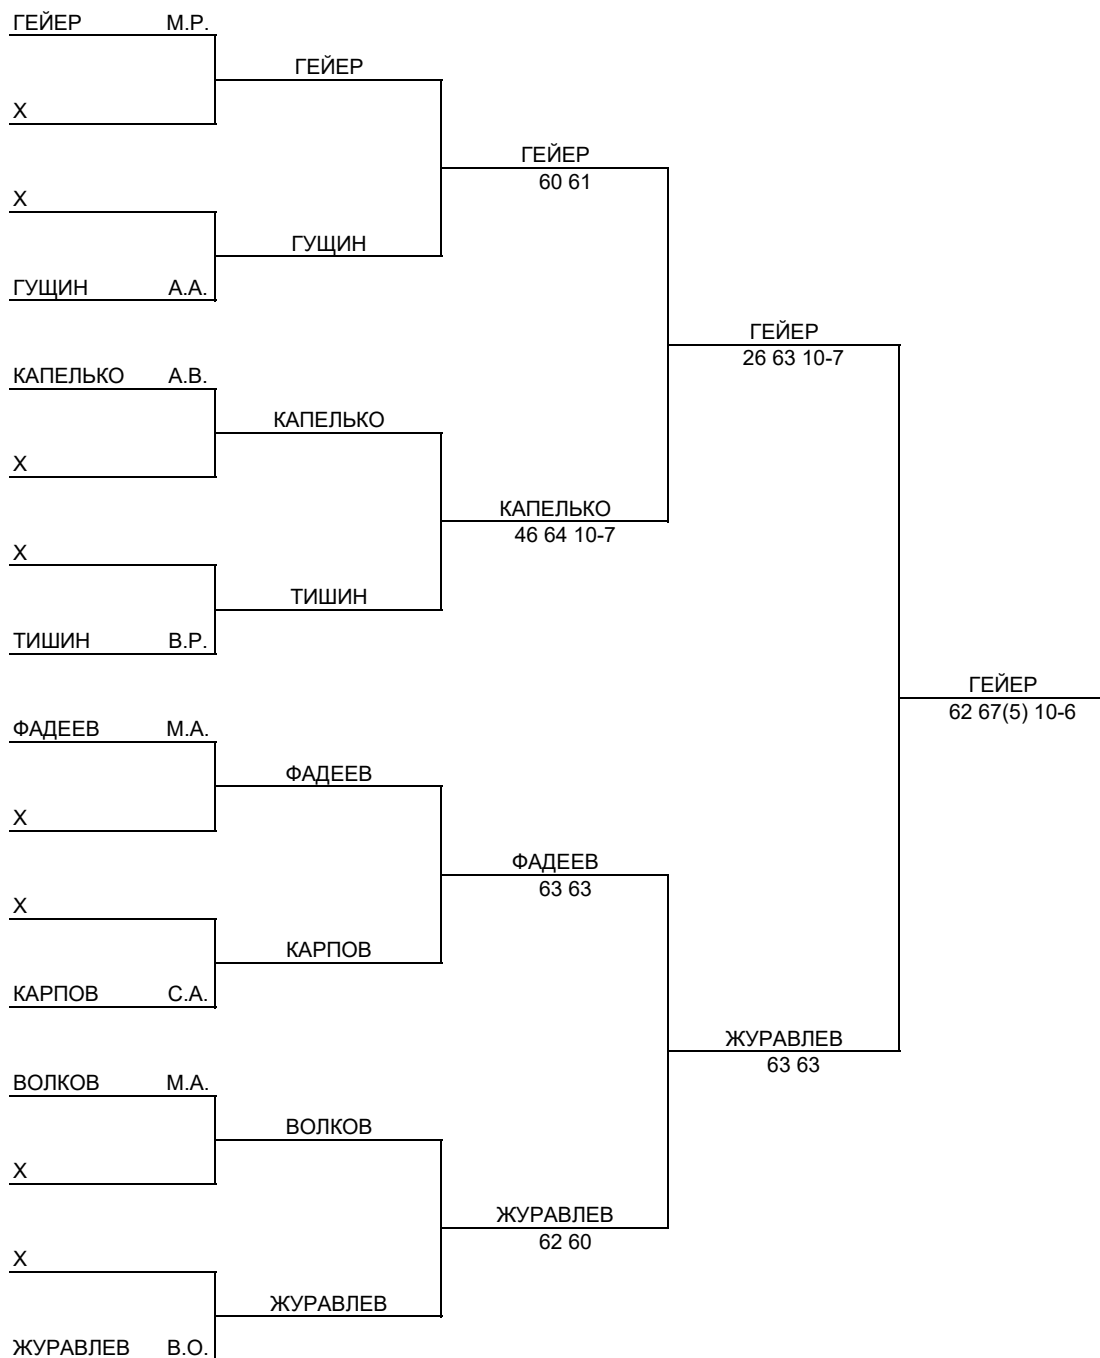 ГЕЙЕР М.Р.
ГЕЙЕР
X
ГЕЙЕР
60 61
X
ГУЩИН
ГУЩИН А.А.
ГЕЙЕР
26 63 10-7
КАПЕЛЬКО А.В.
КАПЕЛЬКО
X
КАПЕЛЬКО
46 64 10-7
X
ТИШИН
ТИШИН В.Р.
ГЕЙЕР
62 67(5) 10-6
ФАДЕЕВ М.А.
ФАДЕЕВ
X
ФАДЕЕВ
63 63
X
КАРПОВ
КАРПОВ С.А.
ЖУРАВЛЕВ
63 63
ВОЛКОВ М.А.
ВОЛКОВ
X
ЖУРАВЛЕВ
62 60
X
ЖУРАВЛЕВ
ЖУРАВЛЕВ В.О.